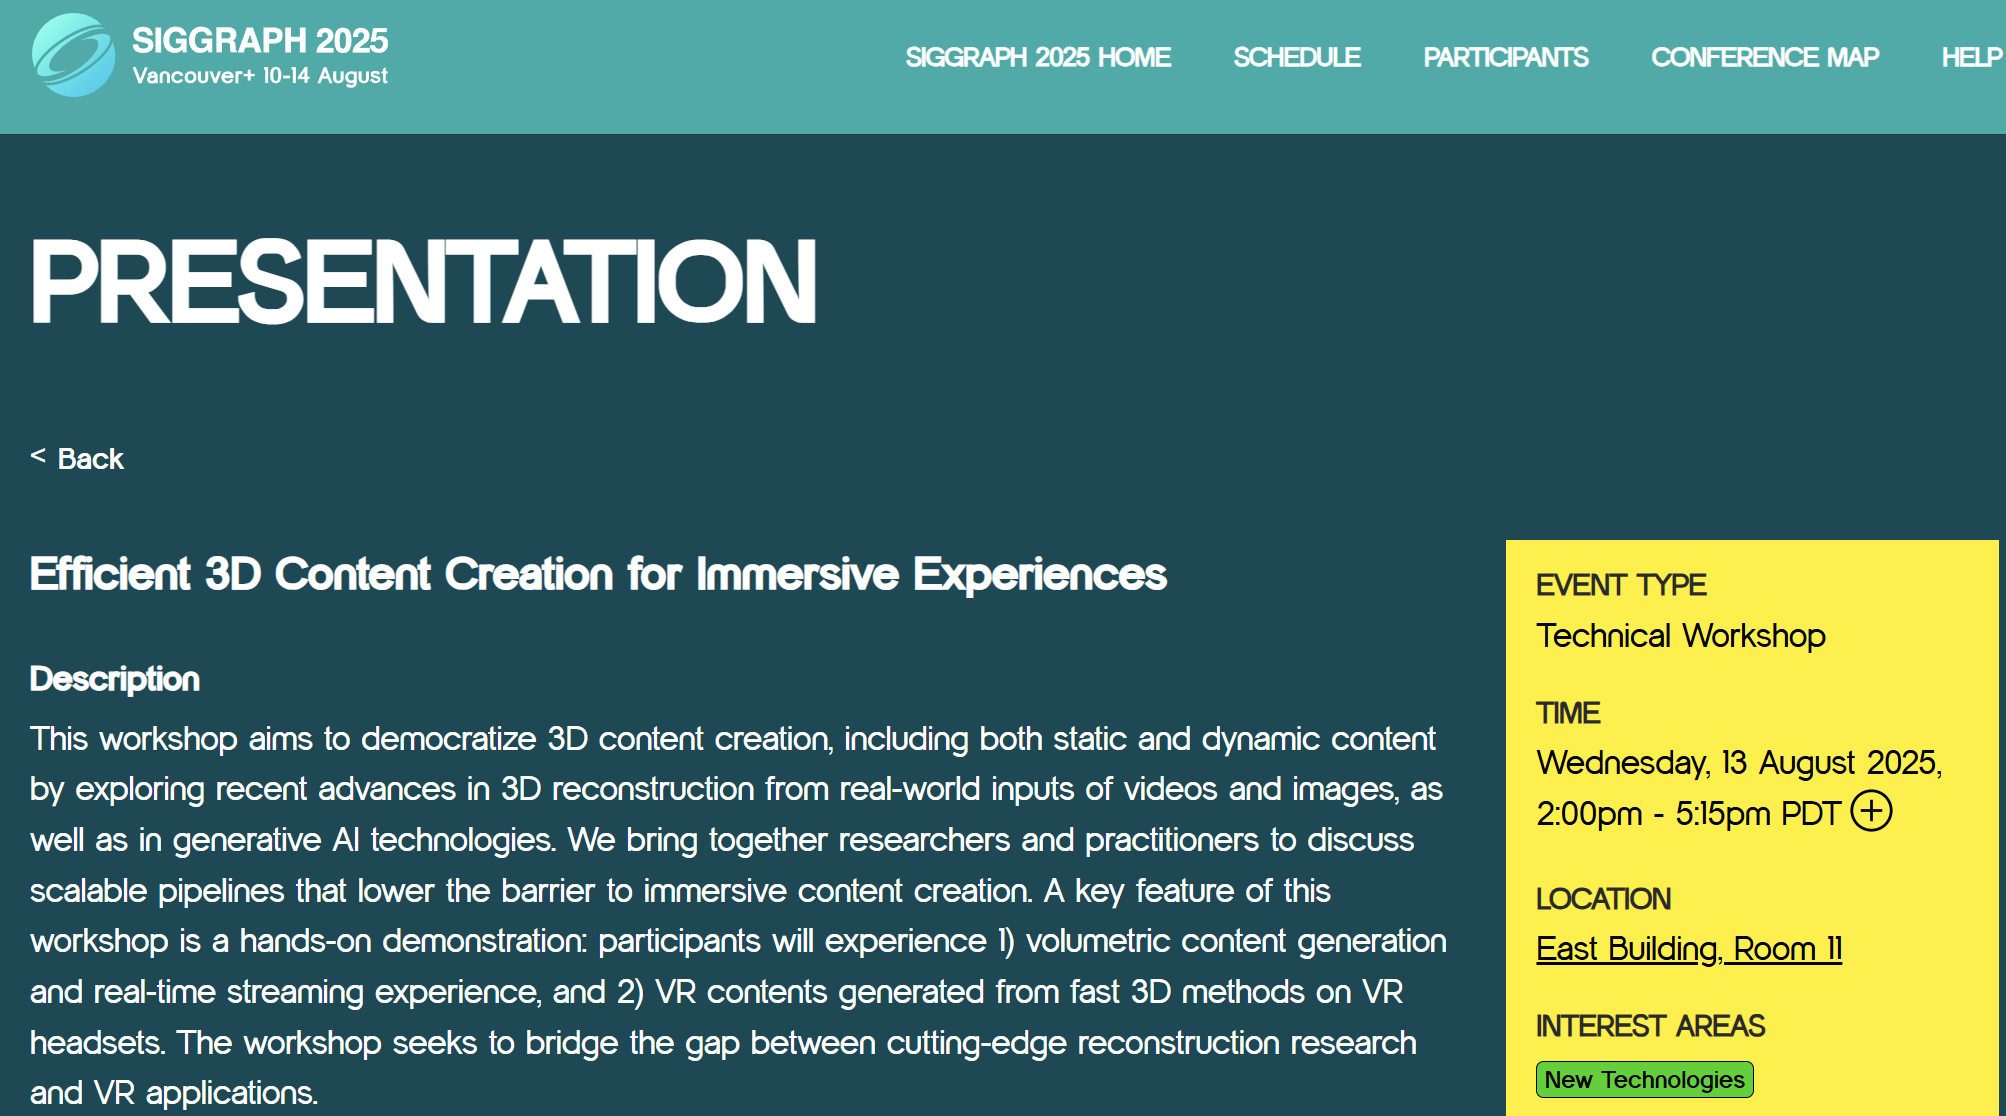 SIGGRAPH 2025
Vancouver+ 10-14 August
SIGGRAPH 2025 HOME SCHEDULE PARTICIPANTS CONFERENCE MAP HELP
PRESENTATION
< Back
Efficient 3D Content Creation for Immersive Experiences
Description
This workshop aims to democratize 3D content creation, including both static and dynamic content
by exploring recent advances in 3D reconstruction from real-world inputs of videos and images, as
well as in generative AI technologies. We bring together researchers and practitioners to discuss
scalable pipelines that lower the barrier to immersive content creation. A key feature of this
workshop is a hands-on demonstration: participants will experience 1) volumetric content generation
and real-time streaming experience, and 2) VR contents generated from fast 3D methods on VR
headsets. The workshop seeks to bridge the gap between cutting-edge reconstruction research
and VR applications.
EVENT TYPE
Technical Workshop
TIME
Wednesday, 13 August 2025,
2:00pm - 5:15pm PDT
LOCATION
East Building, Room 11
INTEREST AREAS
New Technologies